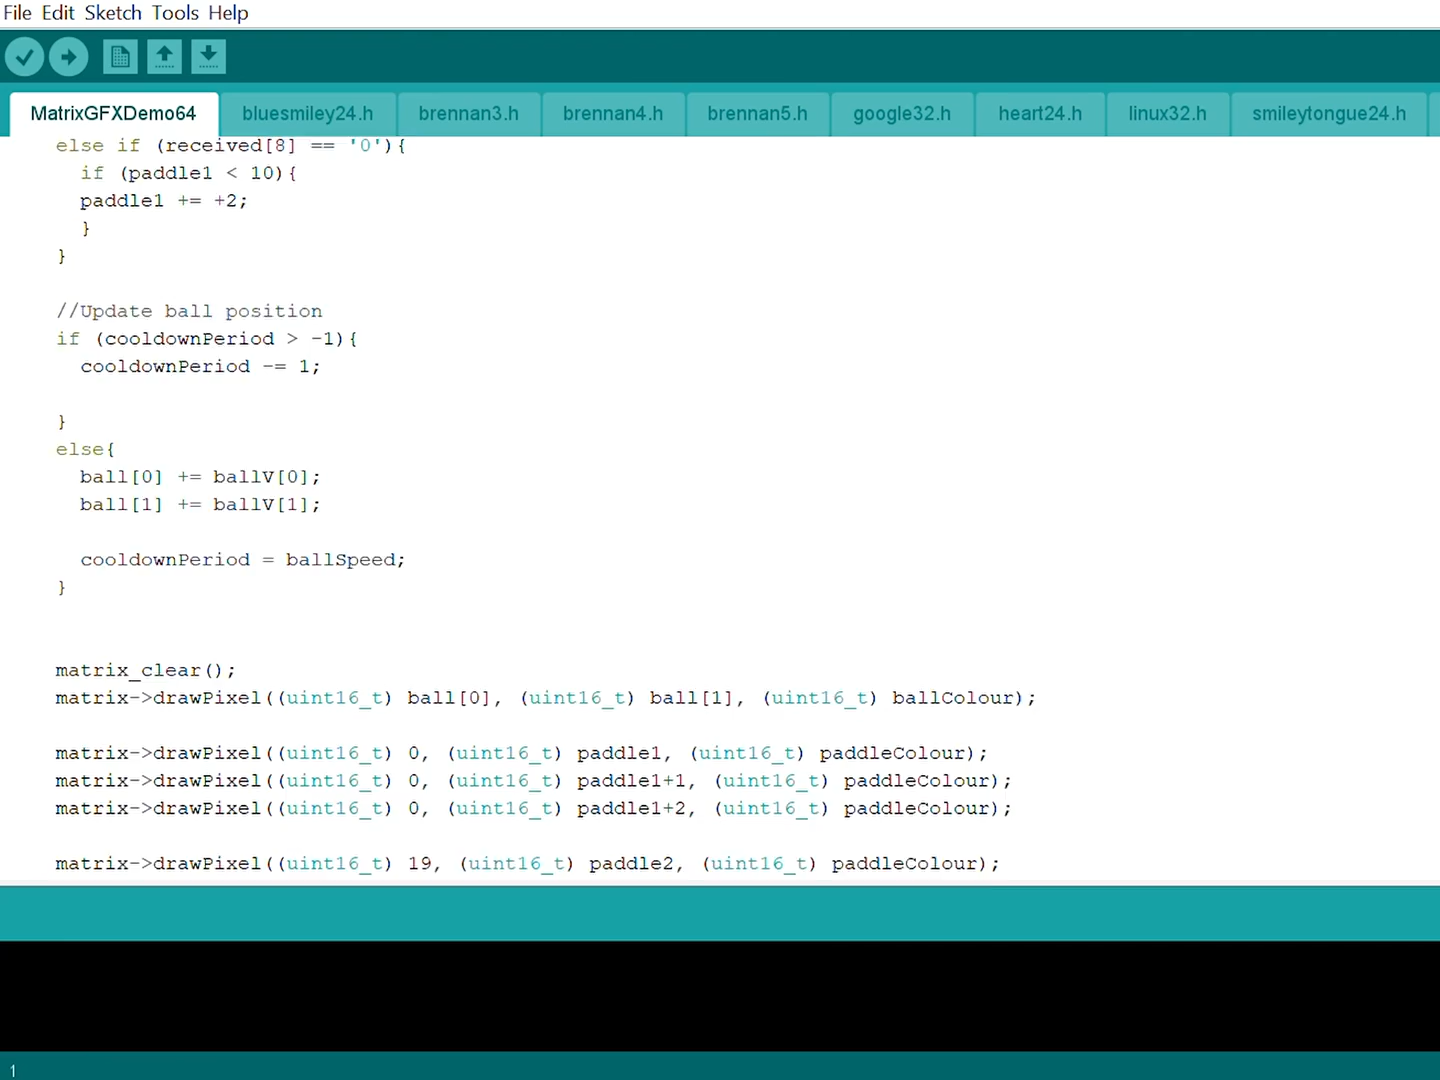 File Edit Sketch Tools Help
MatrixGFXDemo64 bluesmiley24.h brennan3.h brennan4.h brennan5.h google32.h heart24.h linux32.h smileytongue24.h
else if (received[8] == '0'){
if (paddle1 < 10){
paddle1 += +2;
}
}
//Update ball position
if (cooldownPeriod > -1){
cooldownPeriod -= 1;
}
else{
ball[0] += ballV[0];
ball[1] += ballV[1];
cooldownPeriod = ballSpeed;
}
matrix_clear();
matrix->drawPixel((uint16_t) ball[0], (uint16_t) ball[1], (uint16_t) ballColour);
matrix->drawPixel((uint16_t) 0, (uint16_t) paddle1, (uint16_t) paddleColour);
matrix->drawPixel((uint16_t) 0, (uint16_t) paddle1+1, (uint16_t) paddleColour);
matrix->drawPixel((uint16_t) 0, (uint16_t) paddle1+2, (uint16_t) paddleColour);
matrix->drawPixel((uint16_t) 19, (uint16_t) paddle2, (uint16_t) paddleColour);
1